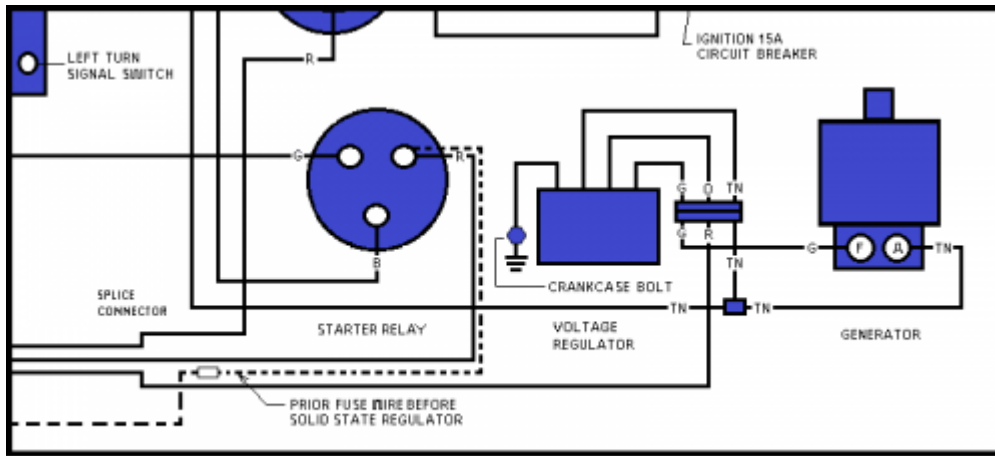 IGNITION 15A
CIRCUIT BREAKER
LEFT TURN
SIGNAL SWITCH
R
G
R
B
G
O
TN
G
R
TN
G
F
A
TN
CRANKCASE BOLT
SPLICE
CONNECTOR
STARTER RELAY
VOLTAGE
REGULATOR
TN
TN
GENERATOR
PRIOR FUSE WIRE BEFORE
SOLID STATE REGULATOR